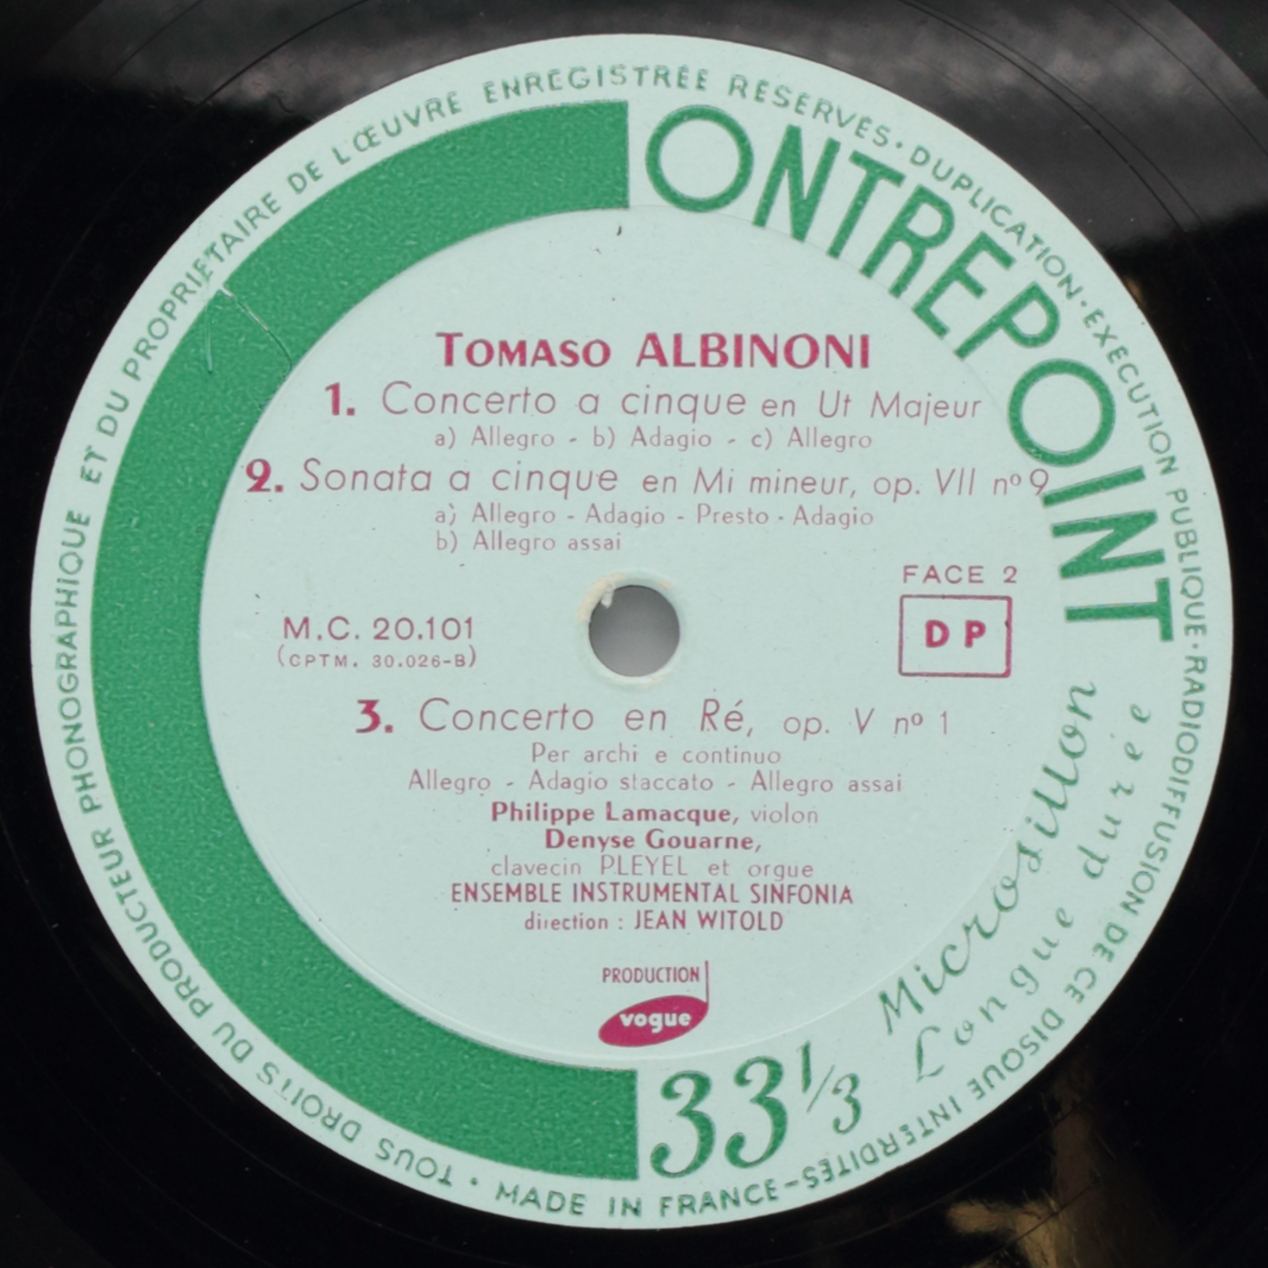 TOUS DROITS DU PRODUCTEUR PHONOGRAPHIQUE ET DU PROPRIÉTAIRE DE L'ŒUVRE ENREGISTRÉE RÉSERVÉS · DUPLICATION · EXÉCUTION PUBLIQUE · RADIODIFFUSION DE CE DISQUE INTERDITES - MADE IN FRANCE ·
ONTREPOINT
TOMASO ALBINONI
1. Concerto a cinque en Ut Majeur
a) Allegro - b) Adagio - c) Allegro
2. Sonata a cinque en Mi mineur, op. VII nº 9
a) Allegro - Adagio - Presto - Adagio
b) Allegro assai
FACE 2
M.C. 20.101
(CPTM. 30.026-B)
DP
3. Concerto en Ré, op. V nº 1
Per archi e continuo
Allegro - Adagio staccato - Allegro assai
Philippe Lamacque, violon
Denyse Gouarne,
clavecin PLEYEL et orgue
ENSEMBLE INSTRUMENTAL SINFONIA
direction : JEAN WITOLD
PRODUCTION
vogue
33 1/3
Microsillon
Longue durée